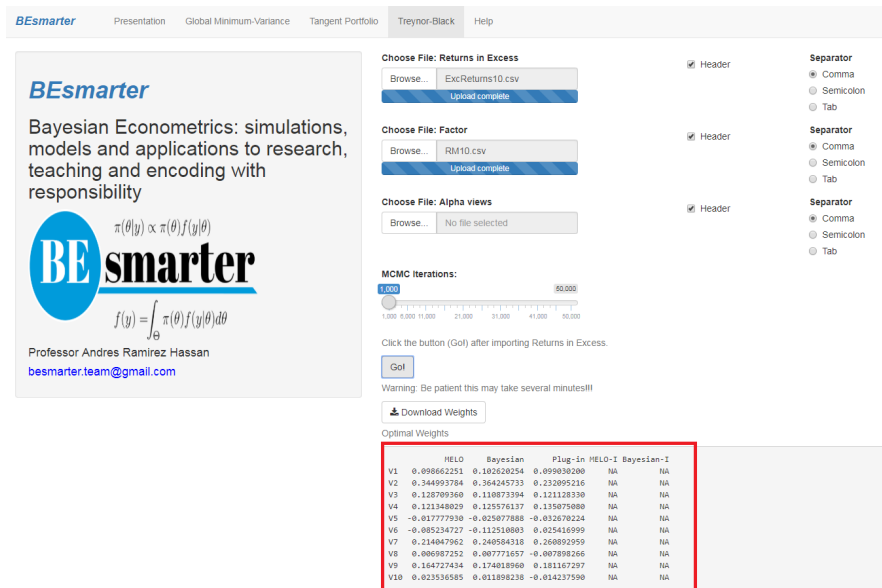 BEsmarter Presentation Global Minimum-Variance Tangent Portfolio Treynor-Black Help
BEsmarter
Bayesian Econometrics: simulations,
models and applications to research,
teaching and encoding with
responsibility
π(θ|y) ∝ π(θ)f(y|θ)
BE smarter
f(y) = ∫Θ π(θ)f(y|θ)dθ
Professor Andres Ramirez Hassan
besmarter.team@gmail.com
Choose File: Returns in Excess
Browse... ExcReturns10.csv
Upload complete
Header
Separator
Comma
Semicolon
Tab
Choose File: Factor
Browse... RM10.csv
Upload complete
Header
Separator
Comma
Semicolon
Tab
Choose File: Alpha views
Browse... No file selected
Header
Separator
Comma
Semicolon
Tab
MCMC Iterations:
1,000 50,000
1,000 6,000 11,000 21,000 31,000 41,000 50,000
Click the button (Go!) after importing Returns in Excess.
Go!
Warning: Be patient this may take several minutes!!!
Download Weights
Optimal Weights
MELO Bayesian Plug-in MELO-I Bayesian-I
V1 0.098662251 0.102620254 0.099030200 NA NA
V2 0.344993784 0.364245733 0.232095216 NA NA
V3 0.128709360 0.110873394 0.121128330 NA NA
V4 0.121348029 0.125576137 0.135075080 NA NA
V5 -0.017777930 -0.025077888 -0.032670224 NA NA
V6 -0.085234727 -0.112510803 0.025416999 NA NA
V7 0.214047962 0.240584318 0.260892959 NA NA
V8 0.006987252 0.007771657 -0.007898266 NA NA
V9 0.164727434 0.174018960 0.181167297 NA NA
V10 0.023536585 0.011898238 -0.014237590 NA NA